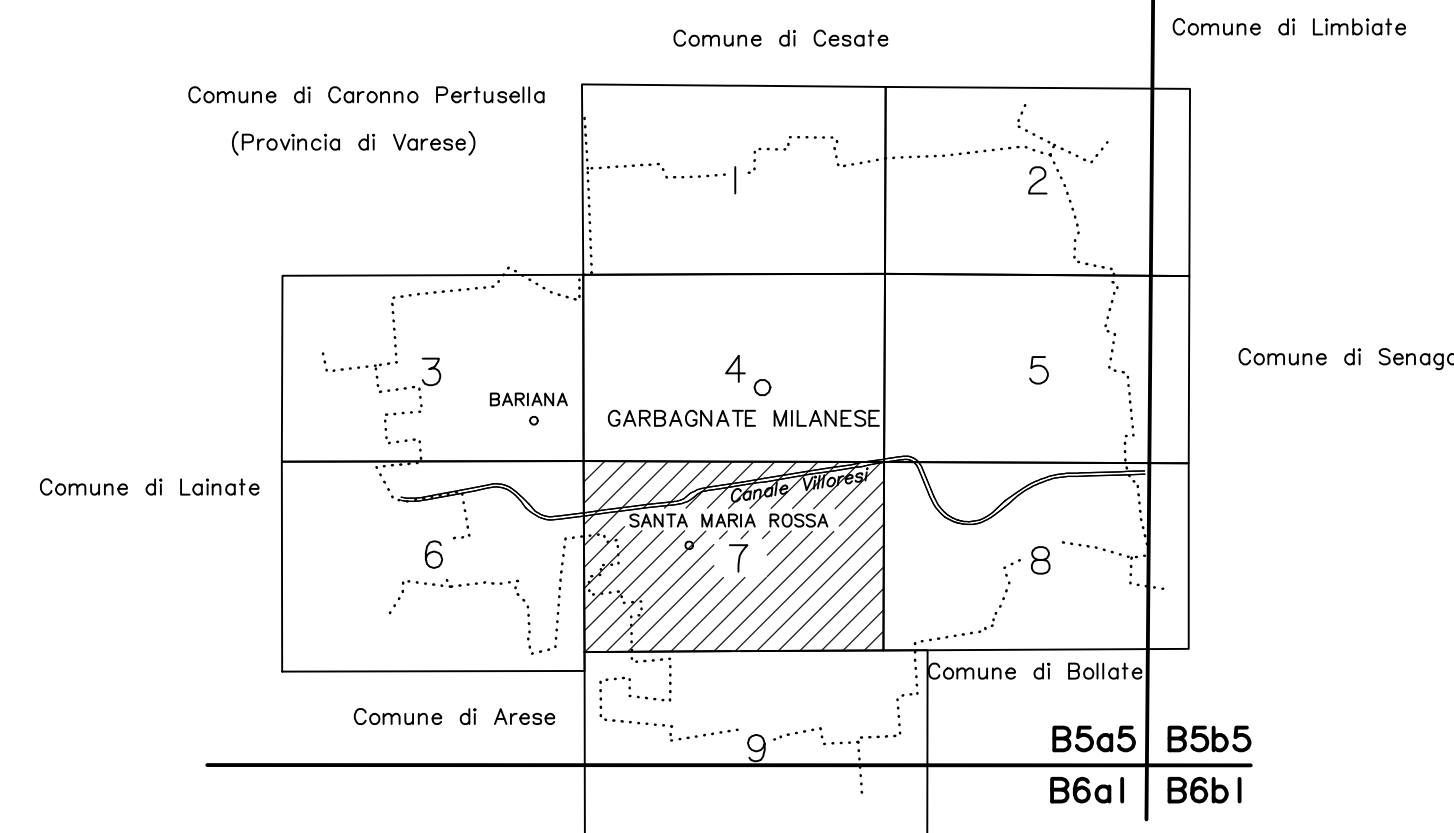 Comune di Limbiate
Comune di Cesate
Comune di Caronno Pertusella
(Provincia di Varese)
1
2
3
4
5
BARIANA
GARBAGNATE MILANESE
Comune di Senago
Comune di Lainate
Canale Villoresi
SANTA MARIA ROSSA
6
7
8
Comune di Bollate
Comune di Arese
9
B5a5
B5b5
B6a1
B6b1